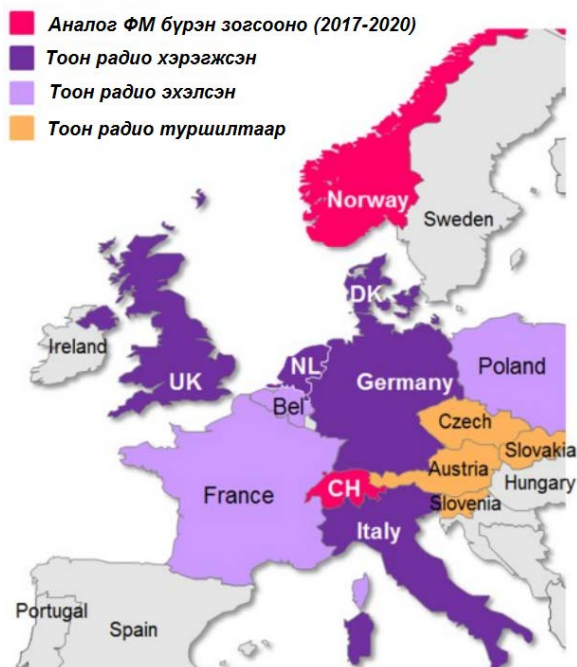 Аналог ФМ бүрэн зогсооно (2017-2020)
Тоон радио хэрэгжсэн
Тоон радио эхэлсэн
Тоон радио туршилтаар
Norway
Sweden
DK
Ireland
UK
NL
Germany
Poland
Bel
Czech
Slovakia
Austria
Hungary
France
CH
Slovenia
Italy
Portugal
Spain